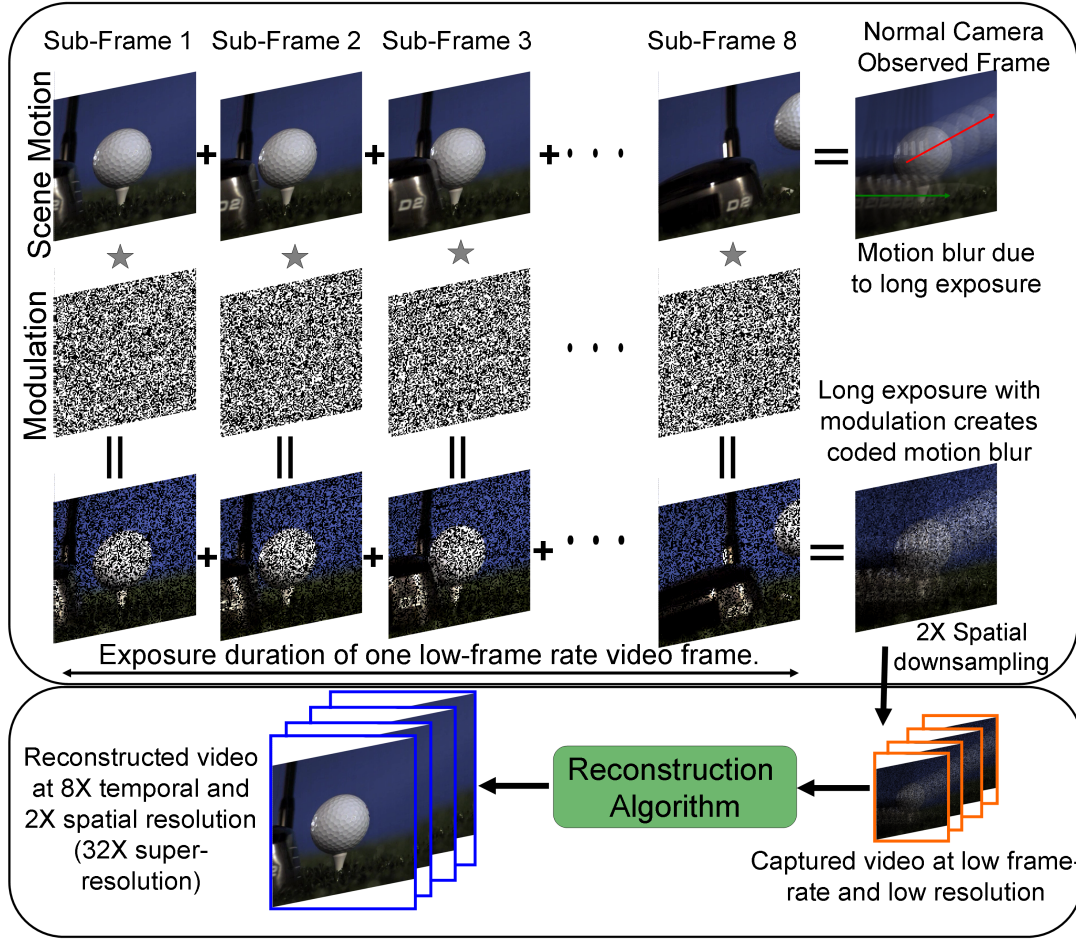 Sub-Frame 1
Sub-Frame 2
Sub-Frame 3
Sub-Frame 8
Normal Camera
Observed Frame
Scene Motion
+
+
+
. . .
=
D2
D2
D2
D2
Motion blur due
to long exposure
Modulation
. . .
Long exposure with
modulation creates
coded motion blur
+
+
+
. . .
=
Exposure duration of one low-frame rate video frame.
2X Spatial
downsampling
Reconstructed video
at 8X temporal and
2X spatial resolution
(32X super-
resolution)
Reconstruction
Algorithm
Captured video at low frame-
rate and low resolution